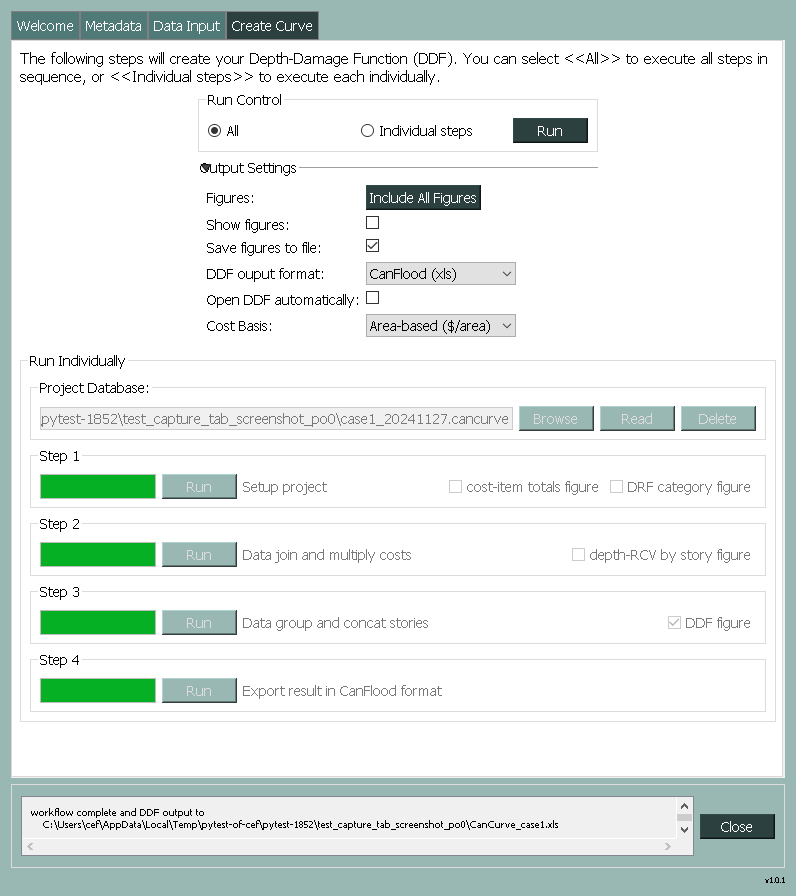 Welcome Metadata Data Input Create Curve
The following steps will create your Depth-Damage Function (DDF). You can select <<All>> to execute all steps in
sequence, or <<Individual steps>> to execute each individually.
Run Control
All Individual steps Run
Output Settings
Figures: Include All Figures
Show figures:
Save figures to file:
DDF ouput format: CanFlood (xls)
Open DDF automatically:
Cost Basis: Area-based ($/area)
Run Individually
Project Database:
pytest-1852\test_capture_tab_screenshot_po0\case1_20241127.cancurve Browse Read Delete
Step 1
Run Setup project cost-item totals figure DRF category figure
Step 2
Run Data join and multiply costs depth-RCV by story figure
Step 3
Run Data group and concat stories DDF figure
Step 4
Run Export result in CanFlood format
workflow complete and DDF output to
C:\Users\cef\AppData\Local\Temp\pytest-of-cef\pytest-1852\test_capture_tab_screenshot_po0\CanCurve_case1.xls
Close
v1.0.1